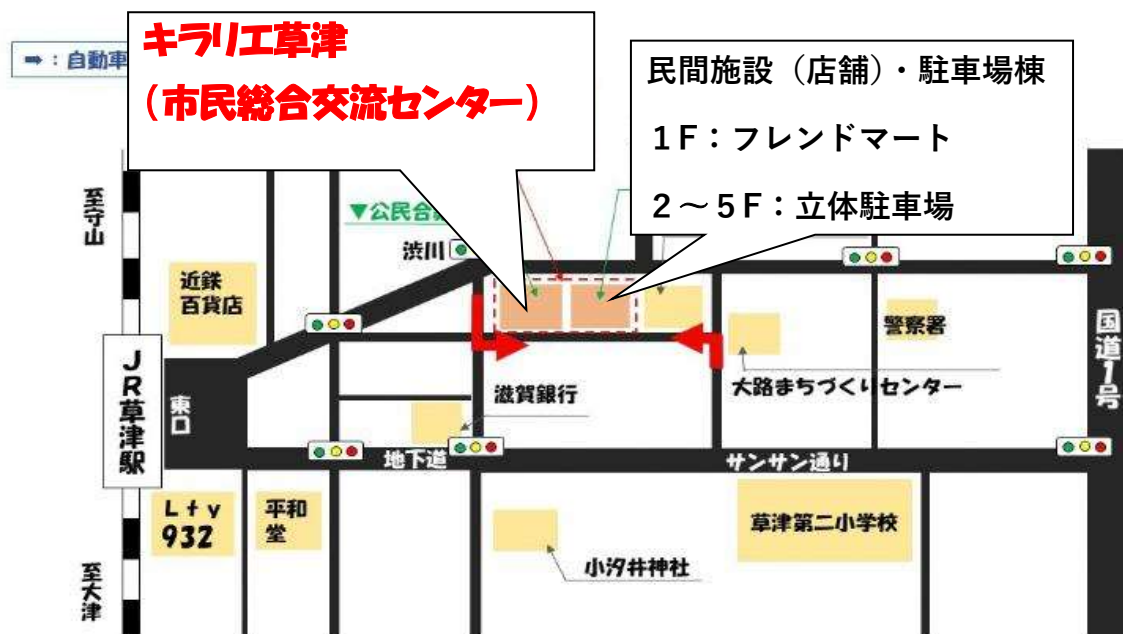 キラリエ草津
(市民総合交流センター)
➡：自動車
民間施設（店舗）・駐車場棟
1F：フレンドマート
2～5F：立体駐車場
至守山
▼公民合
渋川
近鉄
百貨店
警察署
国道1号
JR草津駅
東口
滋賀銀行
大路まちづくりセンター
地下道
サンサン通り
Lty
932
平和
堂
草津第二小学校
小汐井神社
至大津